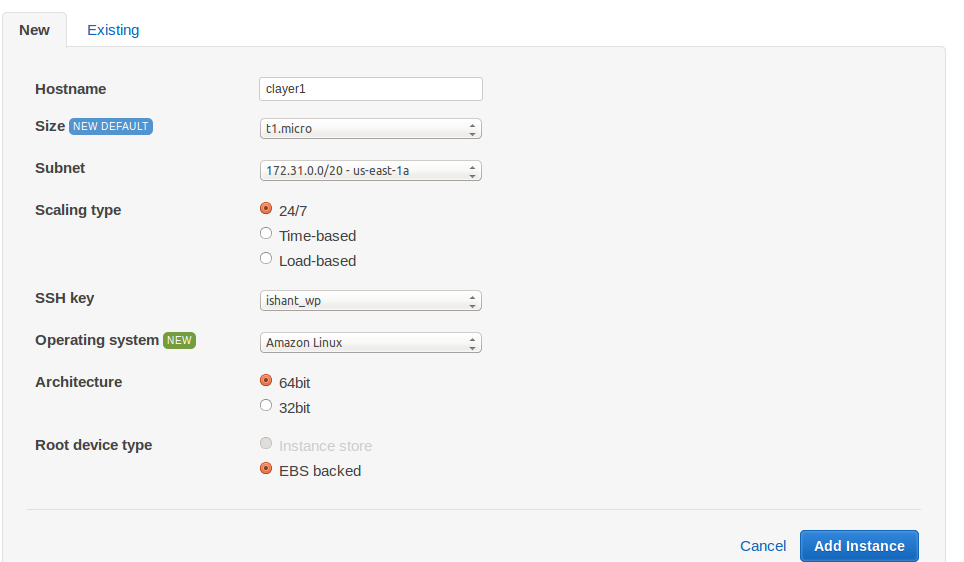 New Existing
Hostname clayer1
Size NEW DEFAULT t1.micro
Subnet 172.31.0.0/20 - us-east-1a
Scaling type 24/7
Time-based
Load-based
SSH key ishant_wp
Operating system NEW Amazon Linux
Architecture 64bit
32bit
Root device type Instance store
EBS backed
Cancel Add Instance